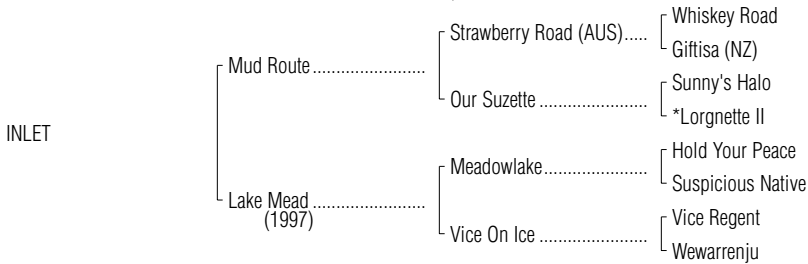 Whiskey Road
Strawberry Road (AUS).....
Giftisa (NZ)
Mud Route........................
Sunny's Halo
Our Suzette .......................
*Lorgnette II
INLET
Hold Your Peace
Meadowlake......................
Suspicious Native
Lake Mead ........................
(1997)
Vice Regent
Vice On Ice .......................
Wewarrenju